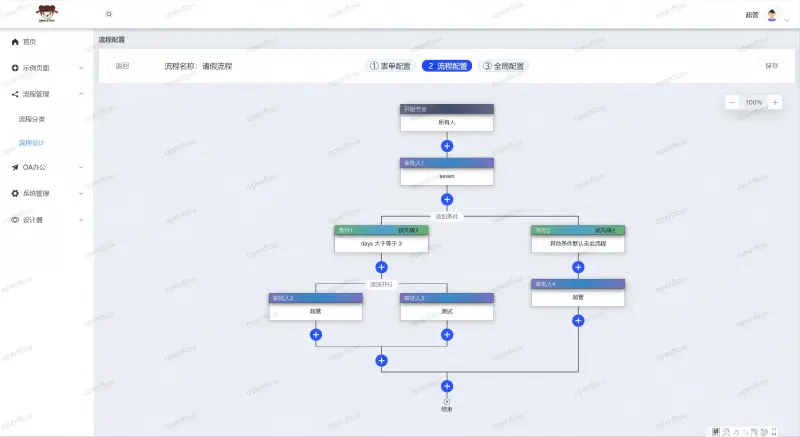 超管
首页
示例页面
流程管理
流程分类
流程设计
OA办公
系统管理
设计器
流程配置
返回
流程名称：请假流程
① 表单配置
2 流程配置
③ 全局配置
保存
100%
开始节点
所有人
审批人1
seven
添加条件
条件1 优先级1
days 大于等于 3
条件2 优先级2
其他条件默认走此流程
添加并行
审批人2
超管
审批人3
测试
审批人4
超管
结束
openflow